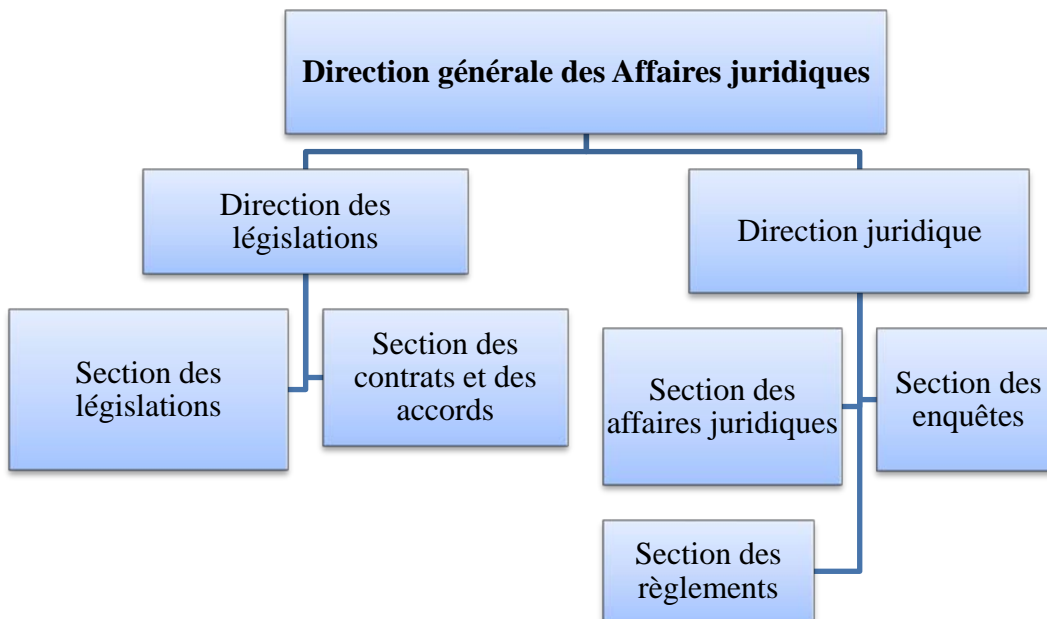 Direction générale des Affaires juridiques
Direction des
législations
Direction juridique
Section des
législations
Section des
contrats et des
accords
Section des
affaires juridiques
Section des
enquêtes
Section des
règlements